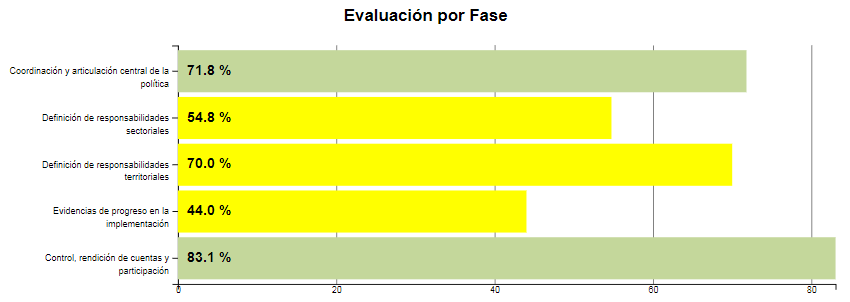 Evaluación por Fase
Coordinación y articulación central de la
política
71.8 %
Definición de responsabilidades
sectoriales
54.8 %
Definición de responsabilidades
territoriales
70.0 %
Evidencias de progreso en la
implementación
44.0 %
Control, rendición de cuentas y
participación
83.1 %
0 20 40 60 80